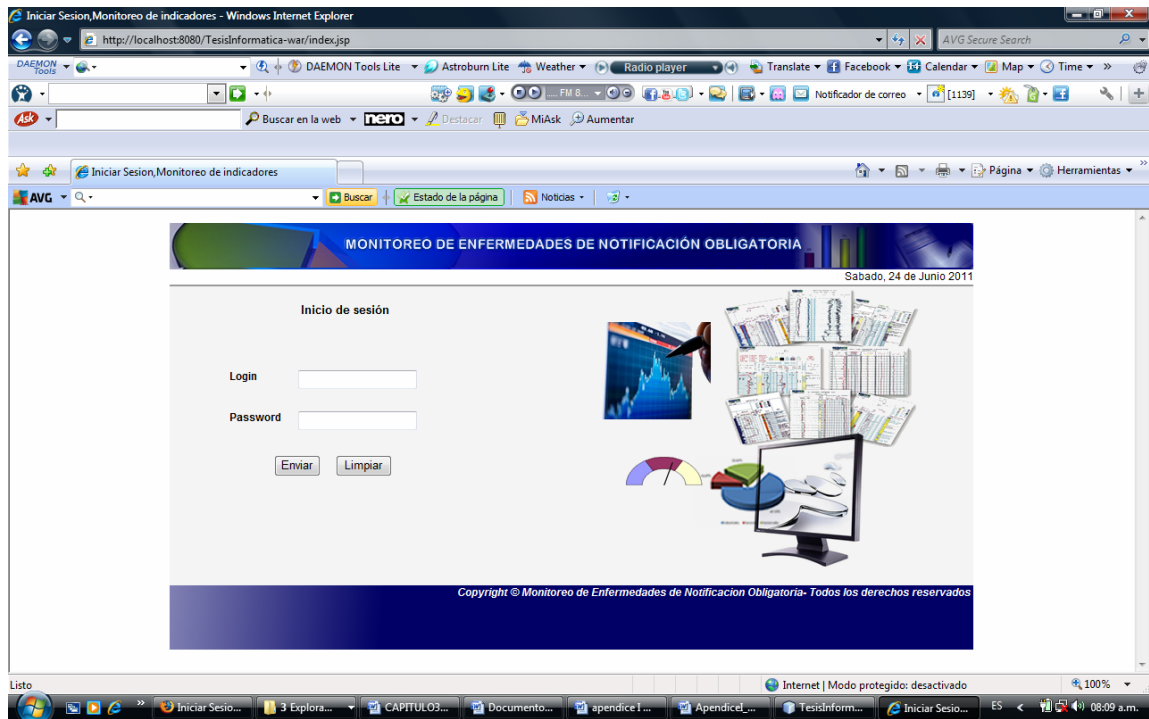 Iniciar Sesion,Monitoreo de indicadores - Windows Internet Explorer
http://localhost:8080/TesisInformatica-war/index.jsp
AVG Secure Search
DAEMON Tools
DAEMON Tools Lite
Astroburn Lite
Weather
Radio player
Translate
Facebook
Calendar
Map
Time
.... FM 8...
Notificador de correo
[1139]
Ask
Buscar en la web
nero
Destacar
MiAsk
Aumentar
Iniciar Sesion,Monitoreo de indicadores
Página
Herramientas
AVG
Buscar
Estado de la página
Noticias
MONITOREO DE ENFERMEDADES DE NOTIFICACIÓN OBLIGATORIA
Sabado, 24 de Junio 2011
Inicio de sesión
Login
Password
Enviar
Limpiar
Copyright © Monitoreo de Enfermedades de Notificacion Obligatoria- Todos los derechos reservados
Listo
Internet | Modo protegido: desactivado
100%
Iniciar Sesio...
3 Explora...
CAPITULO3...
Documento...
apendice I ...
ApendiceI_...
TesisInform...
Iniciar Sesio...
ES
08:09 a.m.